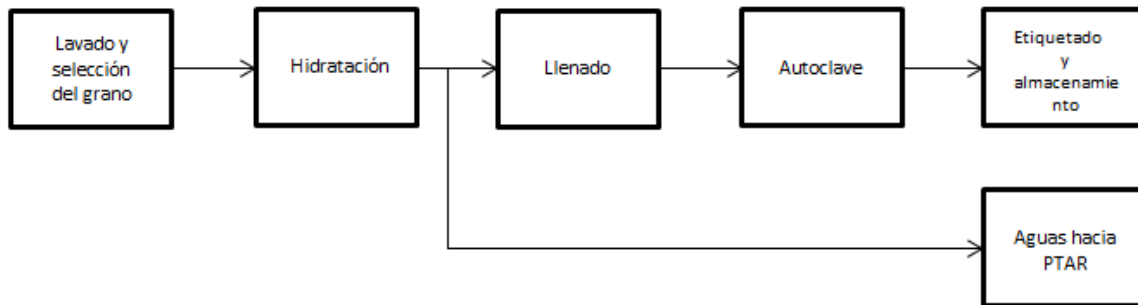 Lavado y
selección
del grano
Hidratación
Llenado
Autoclave
Etiquetado
y
almacenamie
nto
Aguas hacia
PTAR